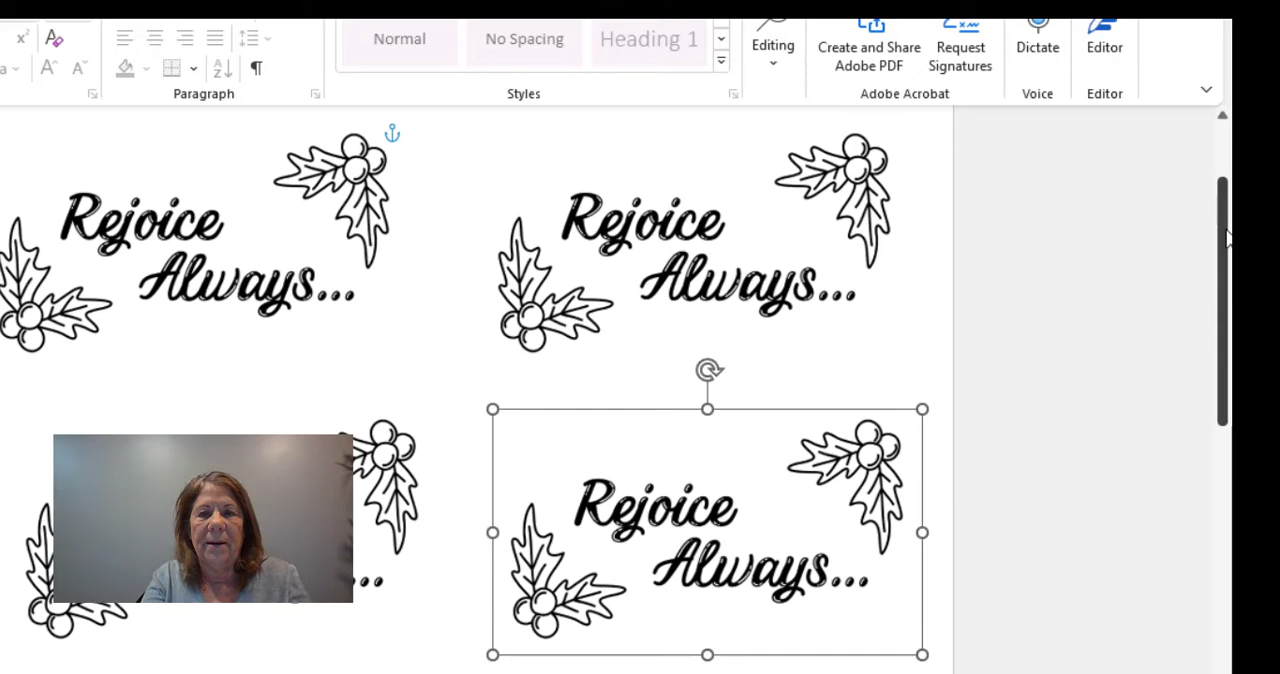 x²
A
Normal
No Spacing
Heading 1
Editing
Create and Share
Adobe PDF
Request
Signatures
Dictate
Editor
a
A
A
A
Z
¶
Paragraph
Styles
Adobe Acrobat
Voice
Editor
Rejoice
Always...
Rejoice
Always...
...
Rejoice
Always...